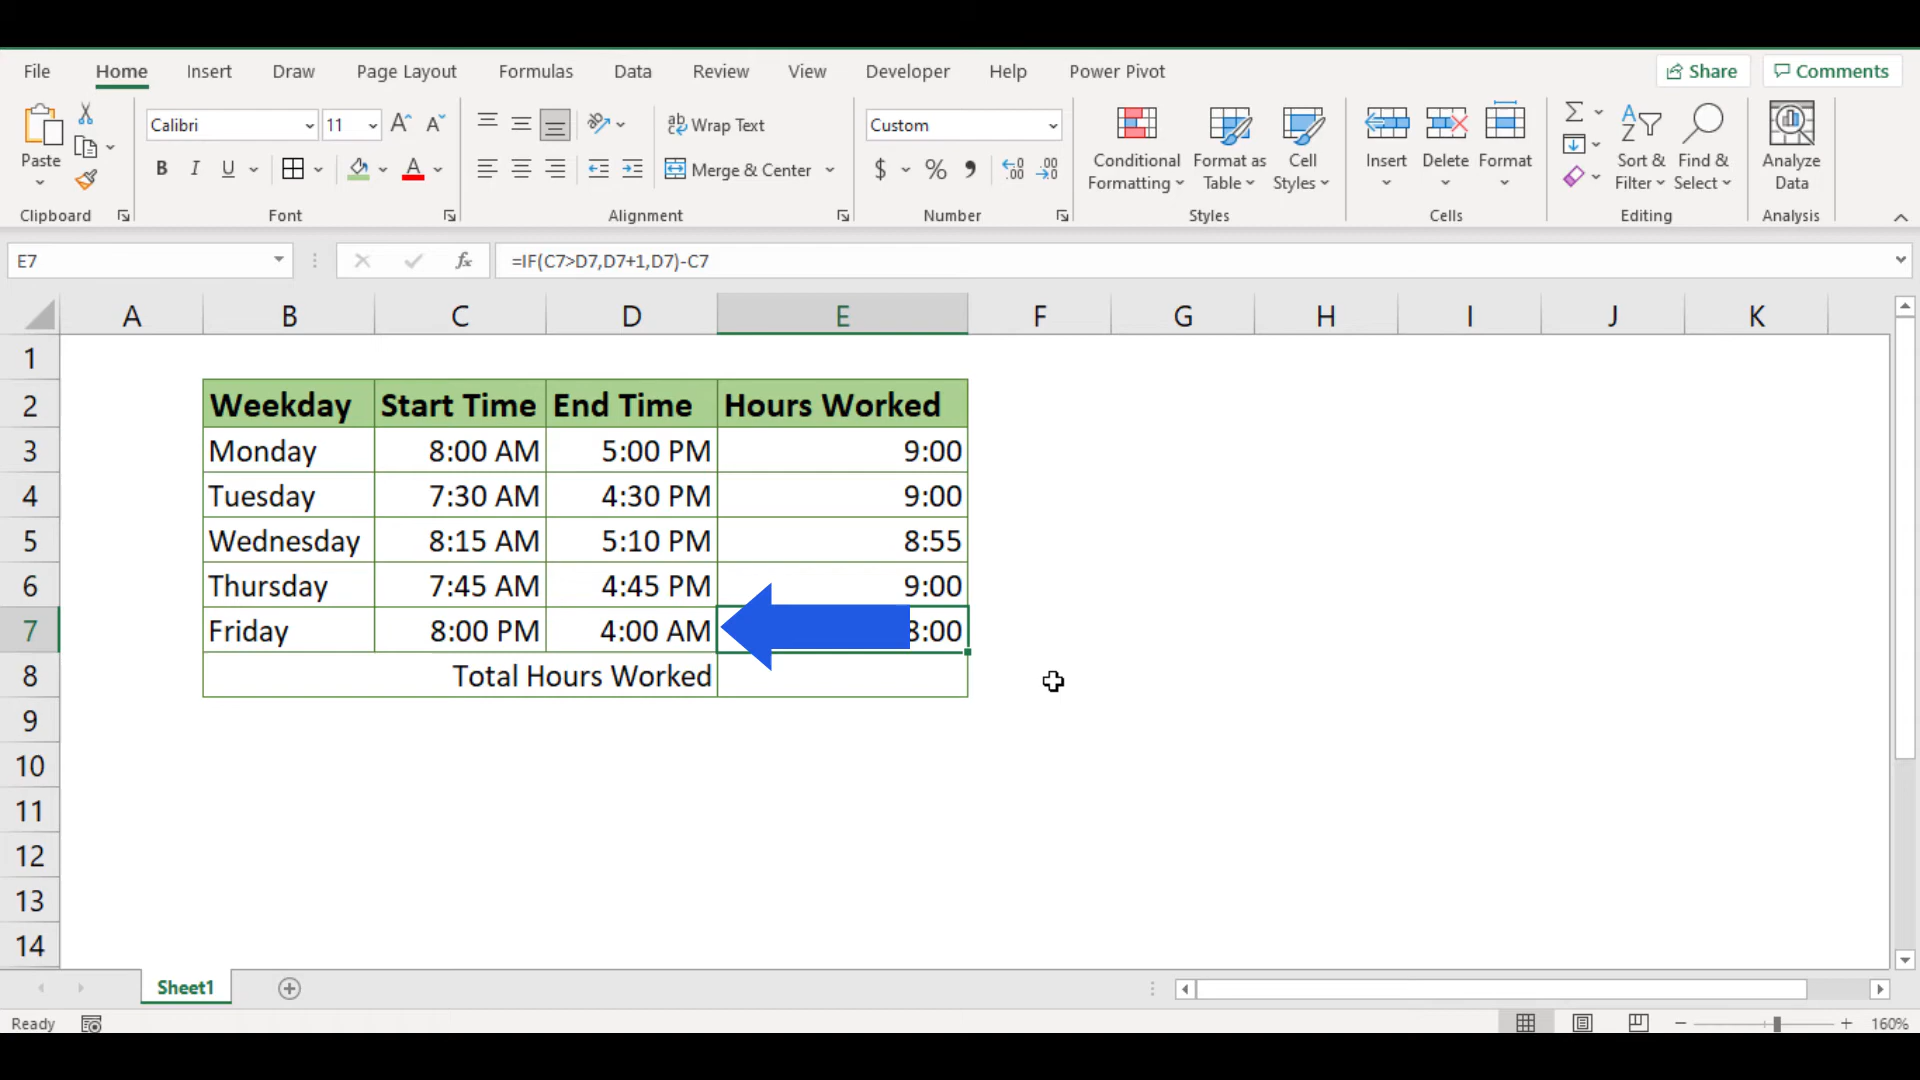 File Home Insert Draw Page Layout Formulas Data Review View Developer Help Power Pivot Share Comments
Calibri 11 Wrap Text Custom
Paste B I U A Merge & Center $ % Conditional Formatting Format as Table Cell Styles Insert Delete Format Sort & Filter Find & Select Analyze Data
Clipboard Font Alignment Number Styles Cells Editing Analysis
E7 fx =IF(C7>D7,D7+1,D7)-C7
A B C D E F G H I J K
1
2 Weekday Start Time End Time Hours Worked
3 Monday 8:00 AM 5:00 PM 9:00
4 Tuesday 7:30 AM 4:30 PM 9:00
5 Wednesday 8:15 AM 5:10 PM 8:55
6 Thursday 7:45 AM 4:45 PM 9:00
7 Friday 8:00 PM 4:00 AM 8:00
8 Total Hours Worked
9
10
11
12
13
14
Sheet1
Ready 160%